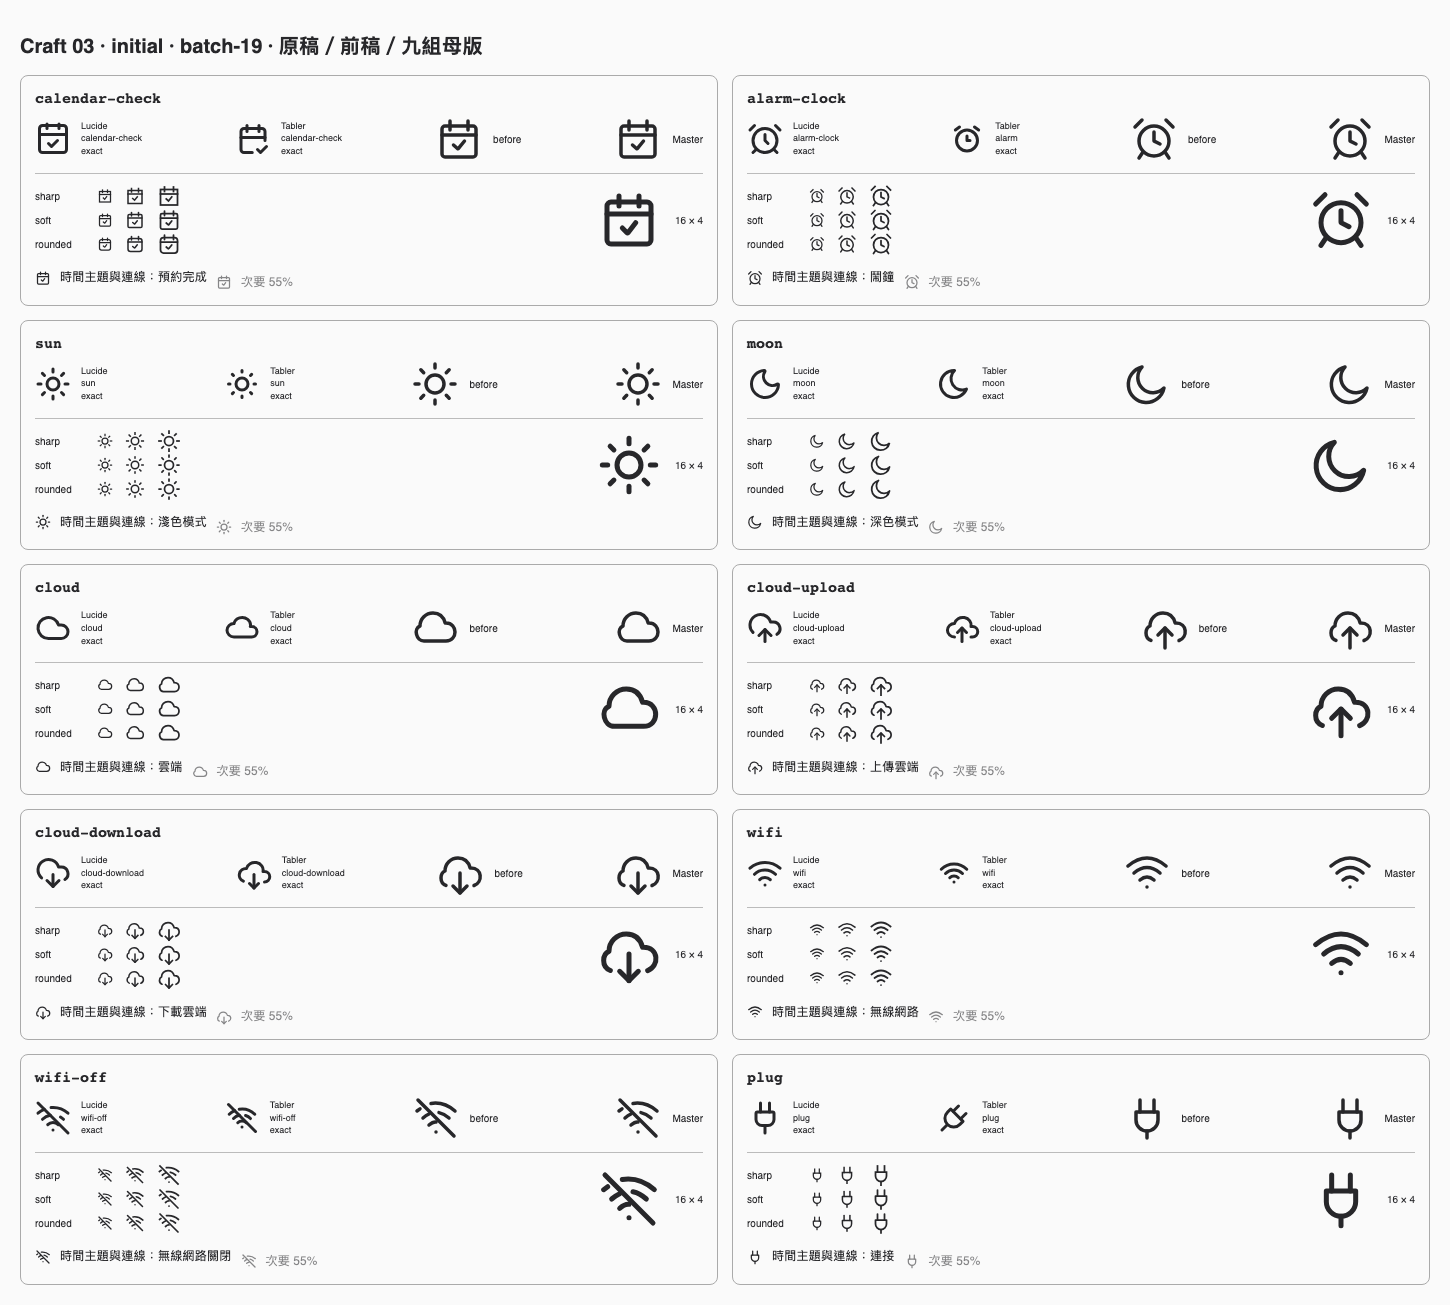 Craft 03 · initial · batch-19 · 原稿 / 前稿 / 九組母版
calendar-check
Lucide
calendar-check
exact
Tabler
calendar-check
exact
before
Master
sharp
soft
rounded
16 × 4
時間主題與連線：預約完成
次要 55%
alarm-clock
Lucide
alarm-clock
exact
Tabler
alarm
exact
before
Master
sharp
soft
rounded
16 × 4
時間主題與連線：鬧鐘
次要 55%
sun
Lucide
sun
exact
Tabler
sun
exact
before
Master
sharp
soft
rounded
16 × 4
時間主題與連線：淺色模式
次要 55%
moon
Lucide
moon
exact
Tabler
moon
exact
before
Master
sharp
soft
rounded
16 × 4
時間主題與連線：深色模式
次要 55%
cloud
Lucide
cloud
exact
Tabler
cloud
exact
before
Master
sharp
soft
rounded
16 × 4
時間主題與連線：雲端
次要 55%
cloud-upload
Lucide
cloud-upload
exact
Tabler
cloud-upload
exact
before
Master
sharp
soft
rounded
16 × 4
時間主題與連線：上傳雲端
次要 55%
cloud-download
Lucide
cloud-download
exact
Tabler
cloud-download
exact
before
Master
sharp
soft
rounded
16 × 4
時間主題與連線：下載雲端
次要 55%
wifi
Lucide
wifi
exact
Tabler
wifi
exact
before
Master
sharp
soft
rounded
16 × 4
時間主題與連線：無線網路
次要 55%
wifi-off
Lucide
wifi-off
exact
Tabler
wifi-off
exact
before
Master
sharp
soft
rounded
16 × 4
時間主題與連線：無線網路關閉
次要 55%
plug
Lucide
plug
exact
Tabler
plug
exact
before
Master
sharp
soft
rounded
16 × 4
時間主題與連線：連接
次要 55%